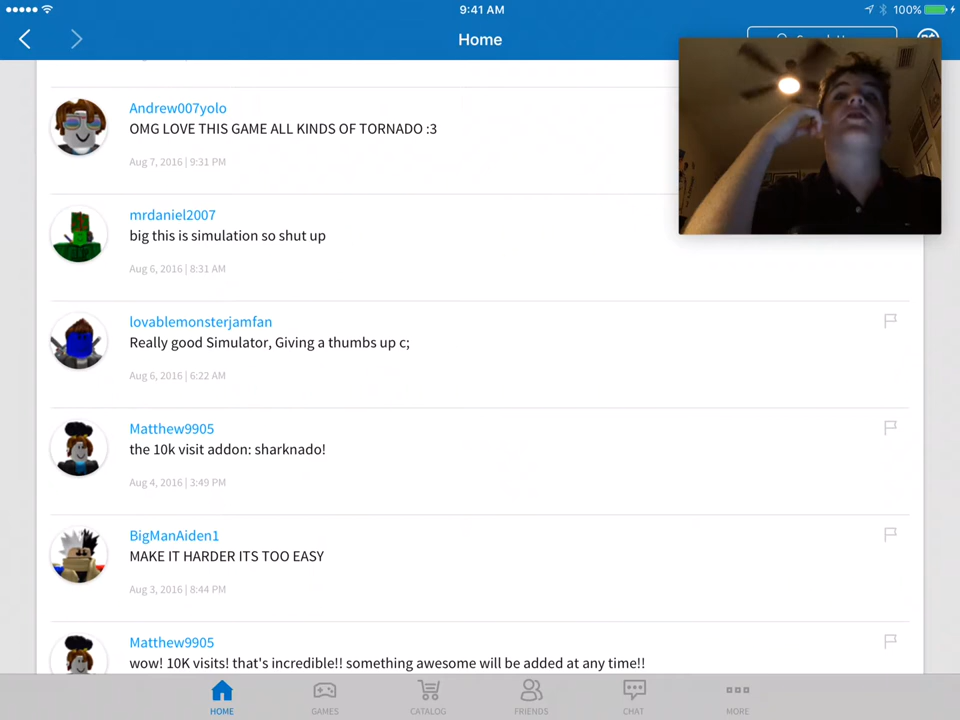 9:41 AM
100%
Home
Andrew007yolo
OMG LOVE THIS GAME ALL KINDS OF TORNADO :3
Aug 7, 2016 | 9:31 PM
mrdaniel2007
big this is simulation so shut up
Aug 6, 2016 | 8:31 AM
lovablemonsterjamfan
Really good Simulator, Giving a thumbs up c;
Aug 6, 2016 | 6:22 AM
Matthew9905
the 10k visit addon: sharknado!
Aug 4, 2016 | 3:49 PM
BigManAiden1
MAKE IT HARDER ITS TOO EASY
Aug 3, 2016 | 8:44 PM
Matthew9905
wow! 10K visits! that's incredible!! something awesome will be added at any time!!
HOME GAMES CATALOG FRIENDS CHAT MORE